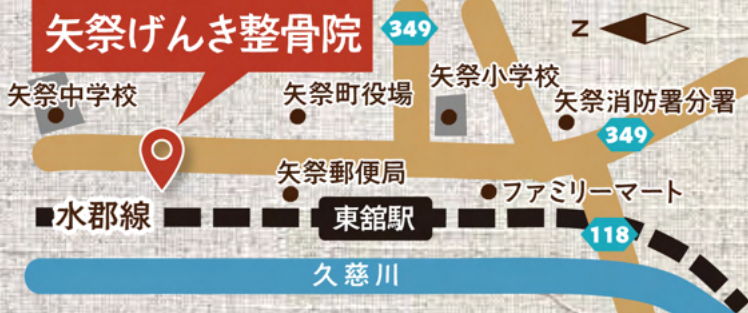 矢祭げんき整骨院
349
N
矢祭中学校
矢祭町役場
矢祭小学校
矢祭消防署分署
349
矢祭郵便局
ファミリーマート
水郡線
東舘駅
118
久慈川